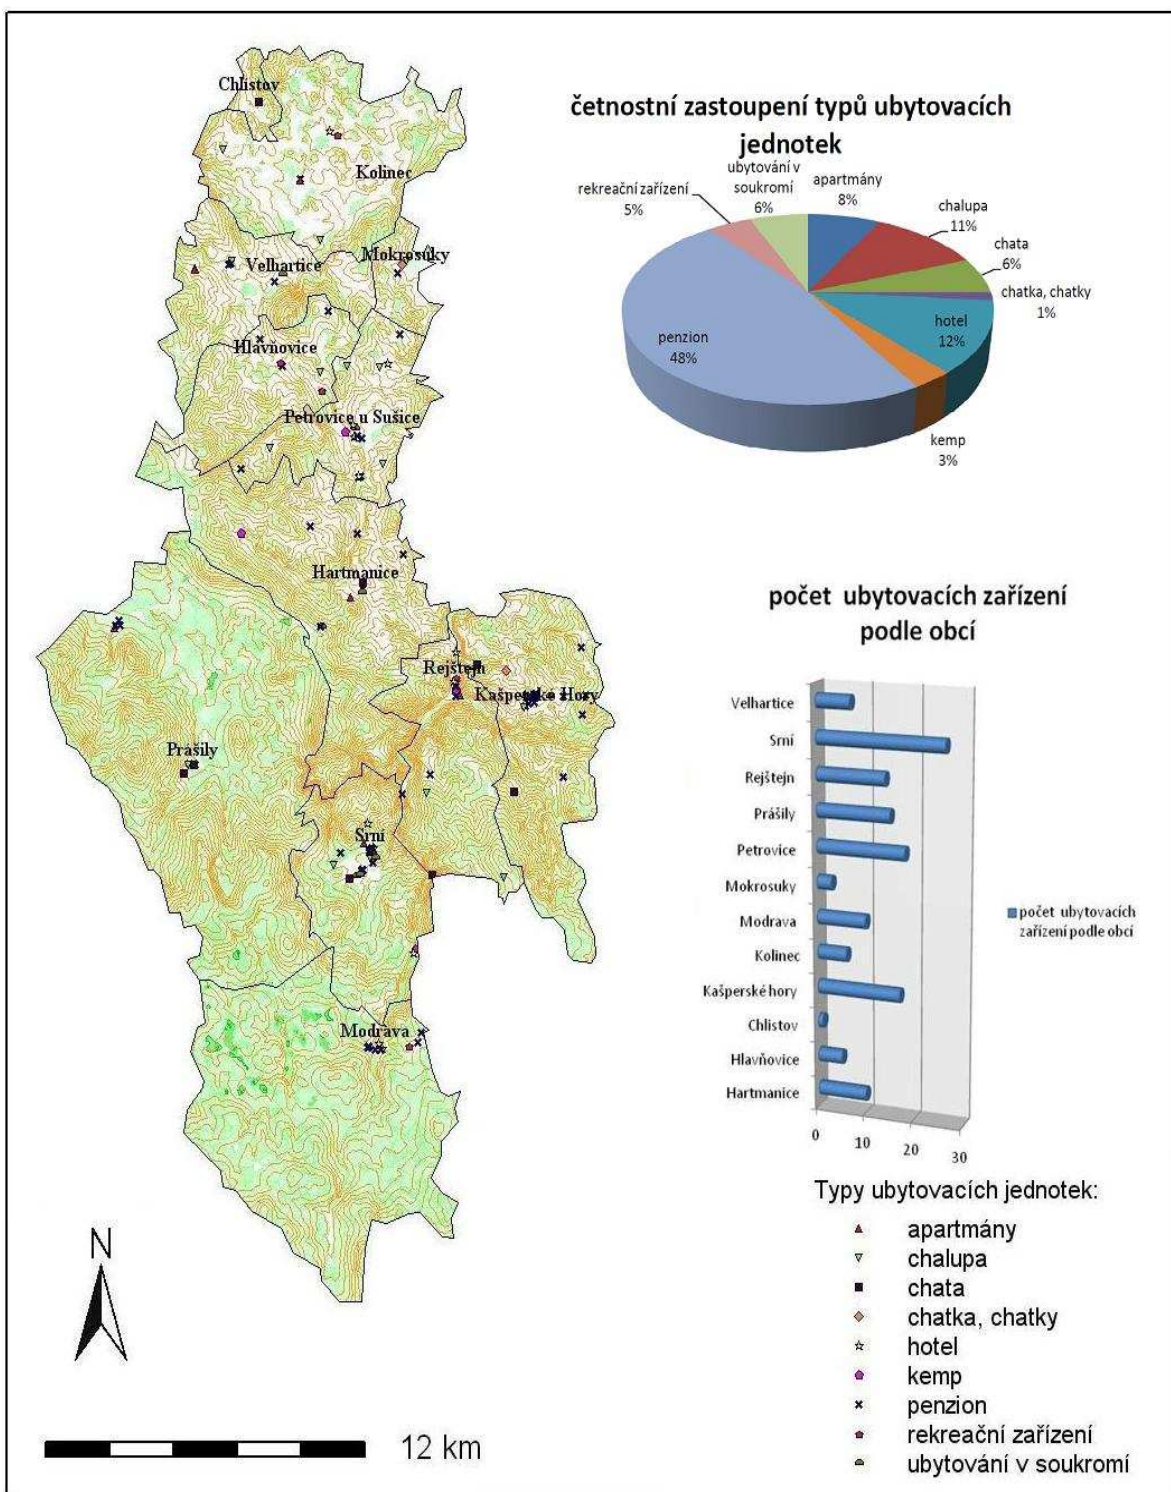 Chlistov
Kolinec
Velhartice
Mokrosuky
Hlavňovice
Petrovice u Sušice
Hartmanice
Rejštejn
Kašperské Hory
Prášily
Srní
Modrava
N
12 km
četnostní zastoupení typů ubytovacích
jednotek
rekreační zařízení
5%
ubytování v
soukromí
6%
apartmány
8%
chalupa
11%
chata
6%
chatka, chatky
1%
hotel
12%
kemp
3%
penzion
48%
počet ubytovacích zařízení
podle obcí
Velhartice
Srní
Rejštejn
Prášily
Petrovice
Mokrosuky
Modrava
Kolinec
Kašperské hory
Chlistov
Hlavňovice
Hartmanice
0
10
20
30
počet ubytovacích
zařízení podle obcí
Typy ubytovacích jednotek:
apartmány
chalupa
chata
chatka, chatky
hotel
kemp
penzion
rekreační zařízení
ubytování v soukromí